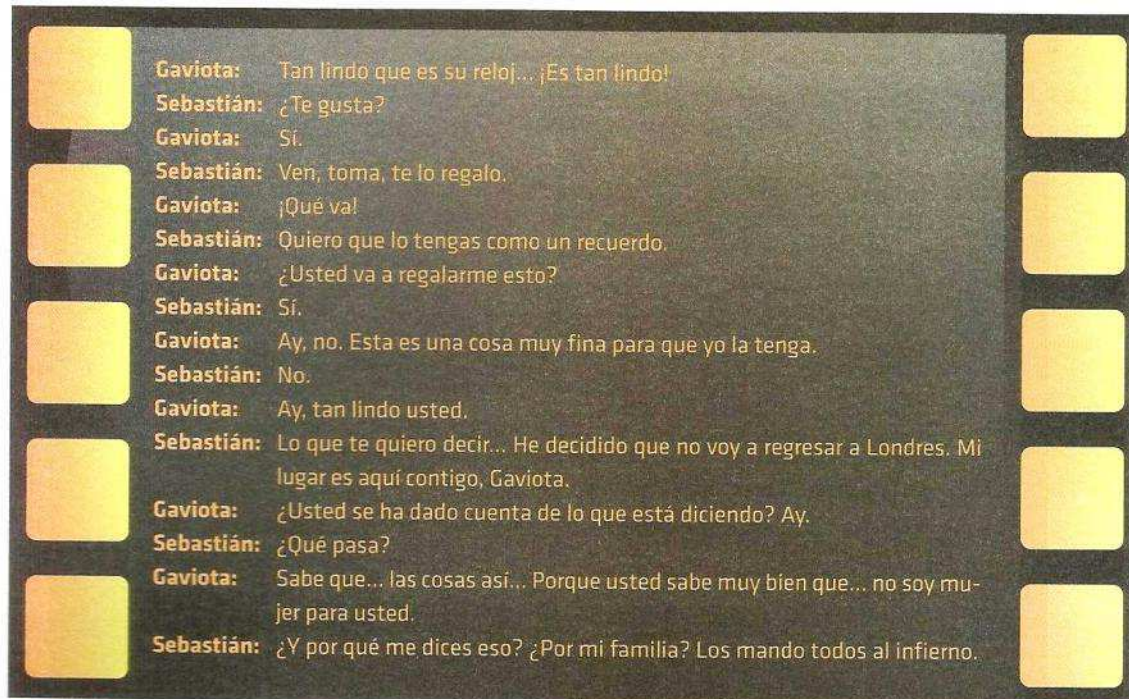 Gaviota: Tan lindo que es su reloj... ¡Es tan lindo!
Sebastián: ¿Te gusta?
Gaviota: Sí.
Sebastián: Ven, toma, te lo regalo.
Gaviota: ¡Qué va!
Sebastián: Quiero que lo tengas como un recuerdo.
Gaviota: ¿Usted va a regalarme esto?
Sebastián: Sí.
Gaviota: Ay, no. Esta es una cosa muy fina para que yo la tenga.
Sebastián: No.
Gaviota: Ay, tan lindo usted.
Sebastián: Lo que te quiero decir... He decidido que no voy a regresar a Londres. Mi
lugar es aquí contigo, Gaviota.
Gaviota: ¿Usted se ha dado cuenta de lo que está diciendo? Ay.
Sebastián: ¿Qué pasa?
Gaviota: Sabe que... las cosas así... Porque usted sabe muy bien que... no soy mu-
jer para usted.
Sebastián: ¿Y por qué me dices eso? ¿Por mi familia? Los mando todos al infierno.